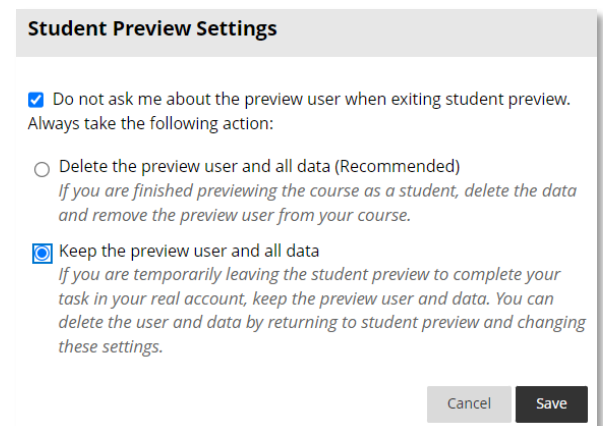 Student Preview Settings
Do not ask me about the preview user when exiting student preview.
Always take the following action:
Delete the preview user and all data (Recommended)
If you are finished previewing the course as a student, delete the data
and remove the preview user from your course.
Keep the preview user and all data
If you are temporarily leaving the student preview to complete your
task in your real account, keep the preview user and data. You can
delete the user and data by returning to student preview and changing
these settings.
Cancel Save